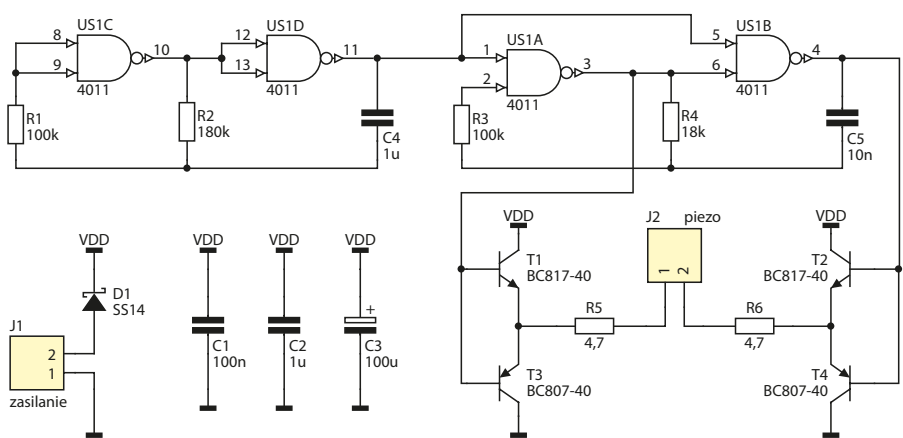 US1C
8
9
10
4011
US1D
12
13
11
4011
US1A
1
2
3
4011
US1B
5
6
4
4011
R1
100k
R2
180k
C4
1u
R3
100k
R4
18k
C5
10n
VDD
D1
SS14
J1
2
1
zasilanie
VDD
C1
100n
VDD
C2
1u
VDD
+
C3
100u
VDD
T1
BC817-40
T3
BC807-40
R5
4,7
J2
piezo
1
2
R6
4,7
VDD
T2
BC817-40
T4
BC807-40